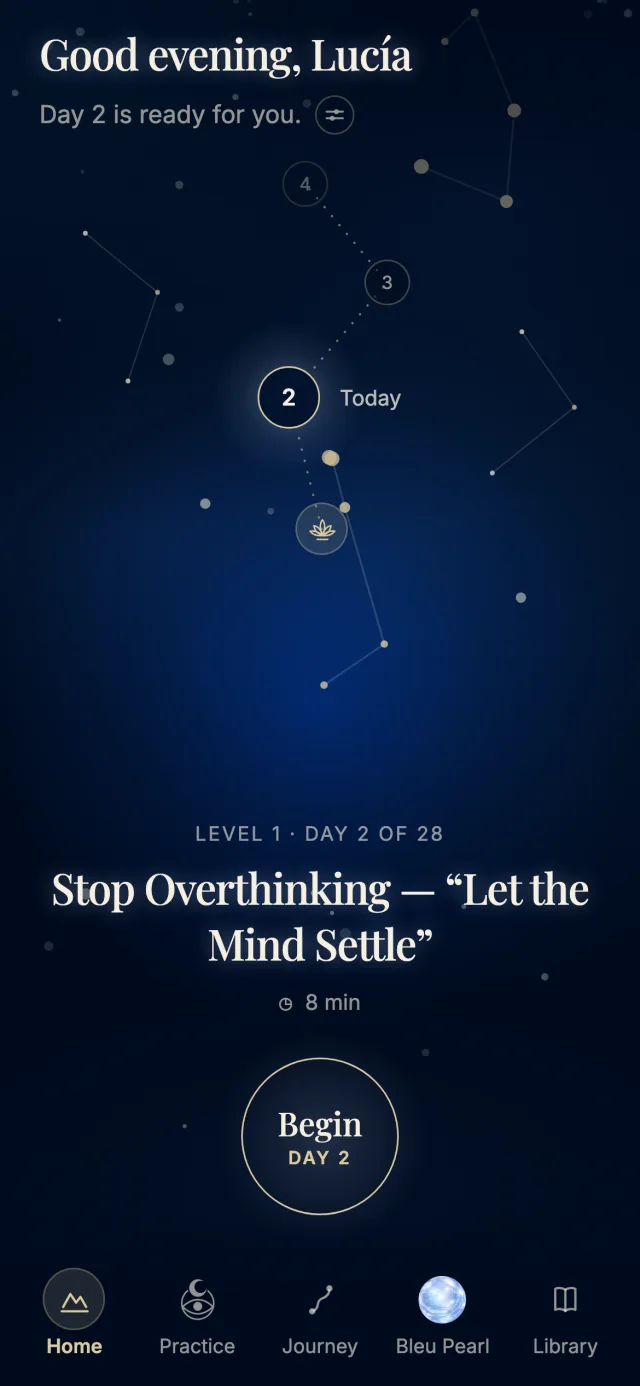 Good evening, Lucía
Day 2 is ready for you.
4
3
2
Today
LEVEL 1 · DAY 2 OF 28
Stop Overthinking — “Let the
Mind Settle”
8 min
Begin
DAY 2
Home
Practice
Journey
Bleu Pearl
Library